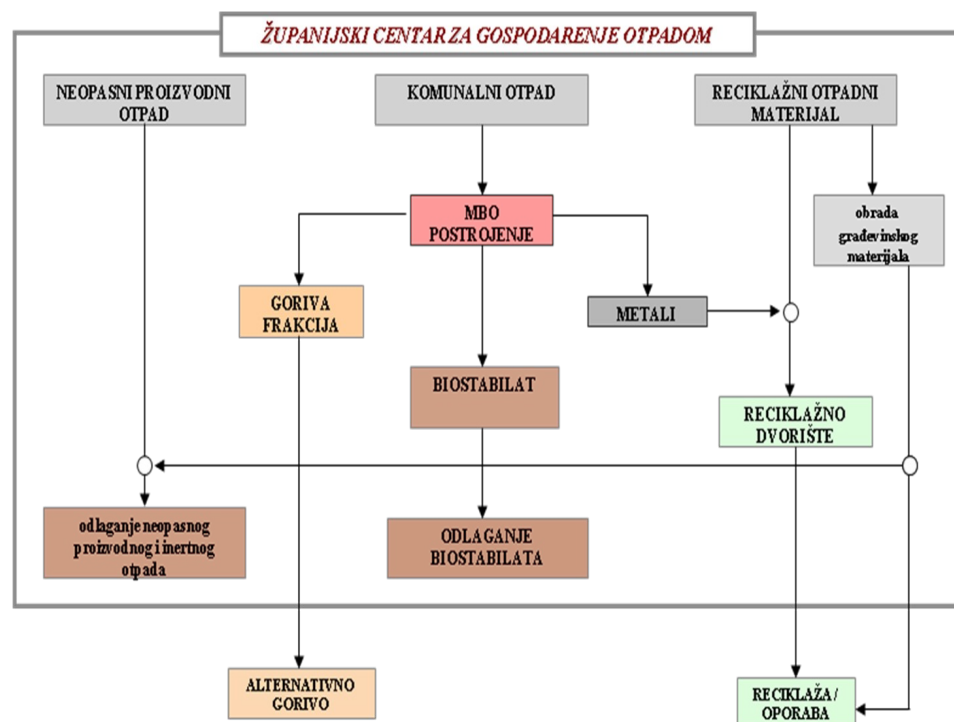 ŽUPANIJSKI CENTAR ZA GOSPODARENJE OTPADOM
NEOPASNI PROIZVODNI
OTPAD
KOMUNALNI OTPAD
RECIKLAŽNI OTPADNI
MATERIJAL
MBO
POSTROJENJE
obrada
građevinskog
materijala
GORIVA
FRAKCIJA
METALI
BIOSTABILAT
RECIKLAŽNO
DVORIŠTE
odlaganje neopasnog
proizvodnog i inertnog
otpada
ODLAGANJE
BIOSTABILATA
ALTERNATIVNO
GORIVO
RECIKLAŽA /
OPORABA